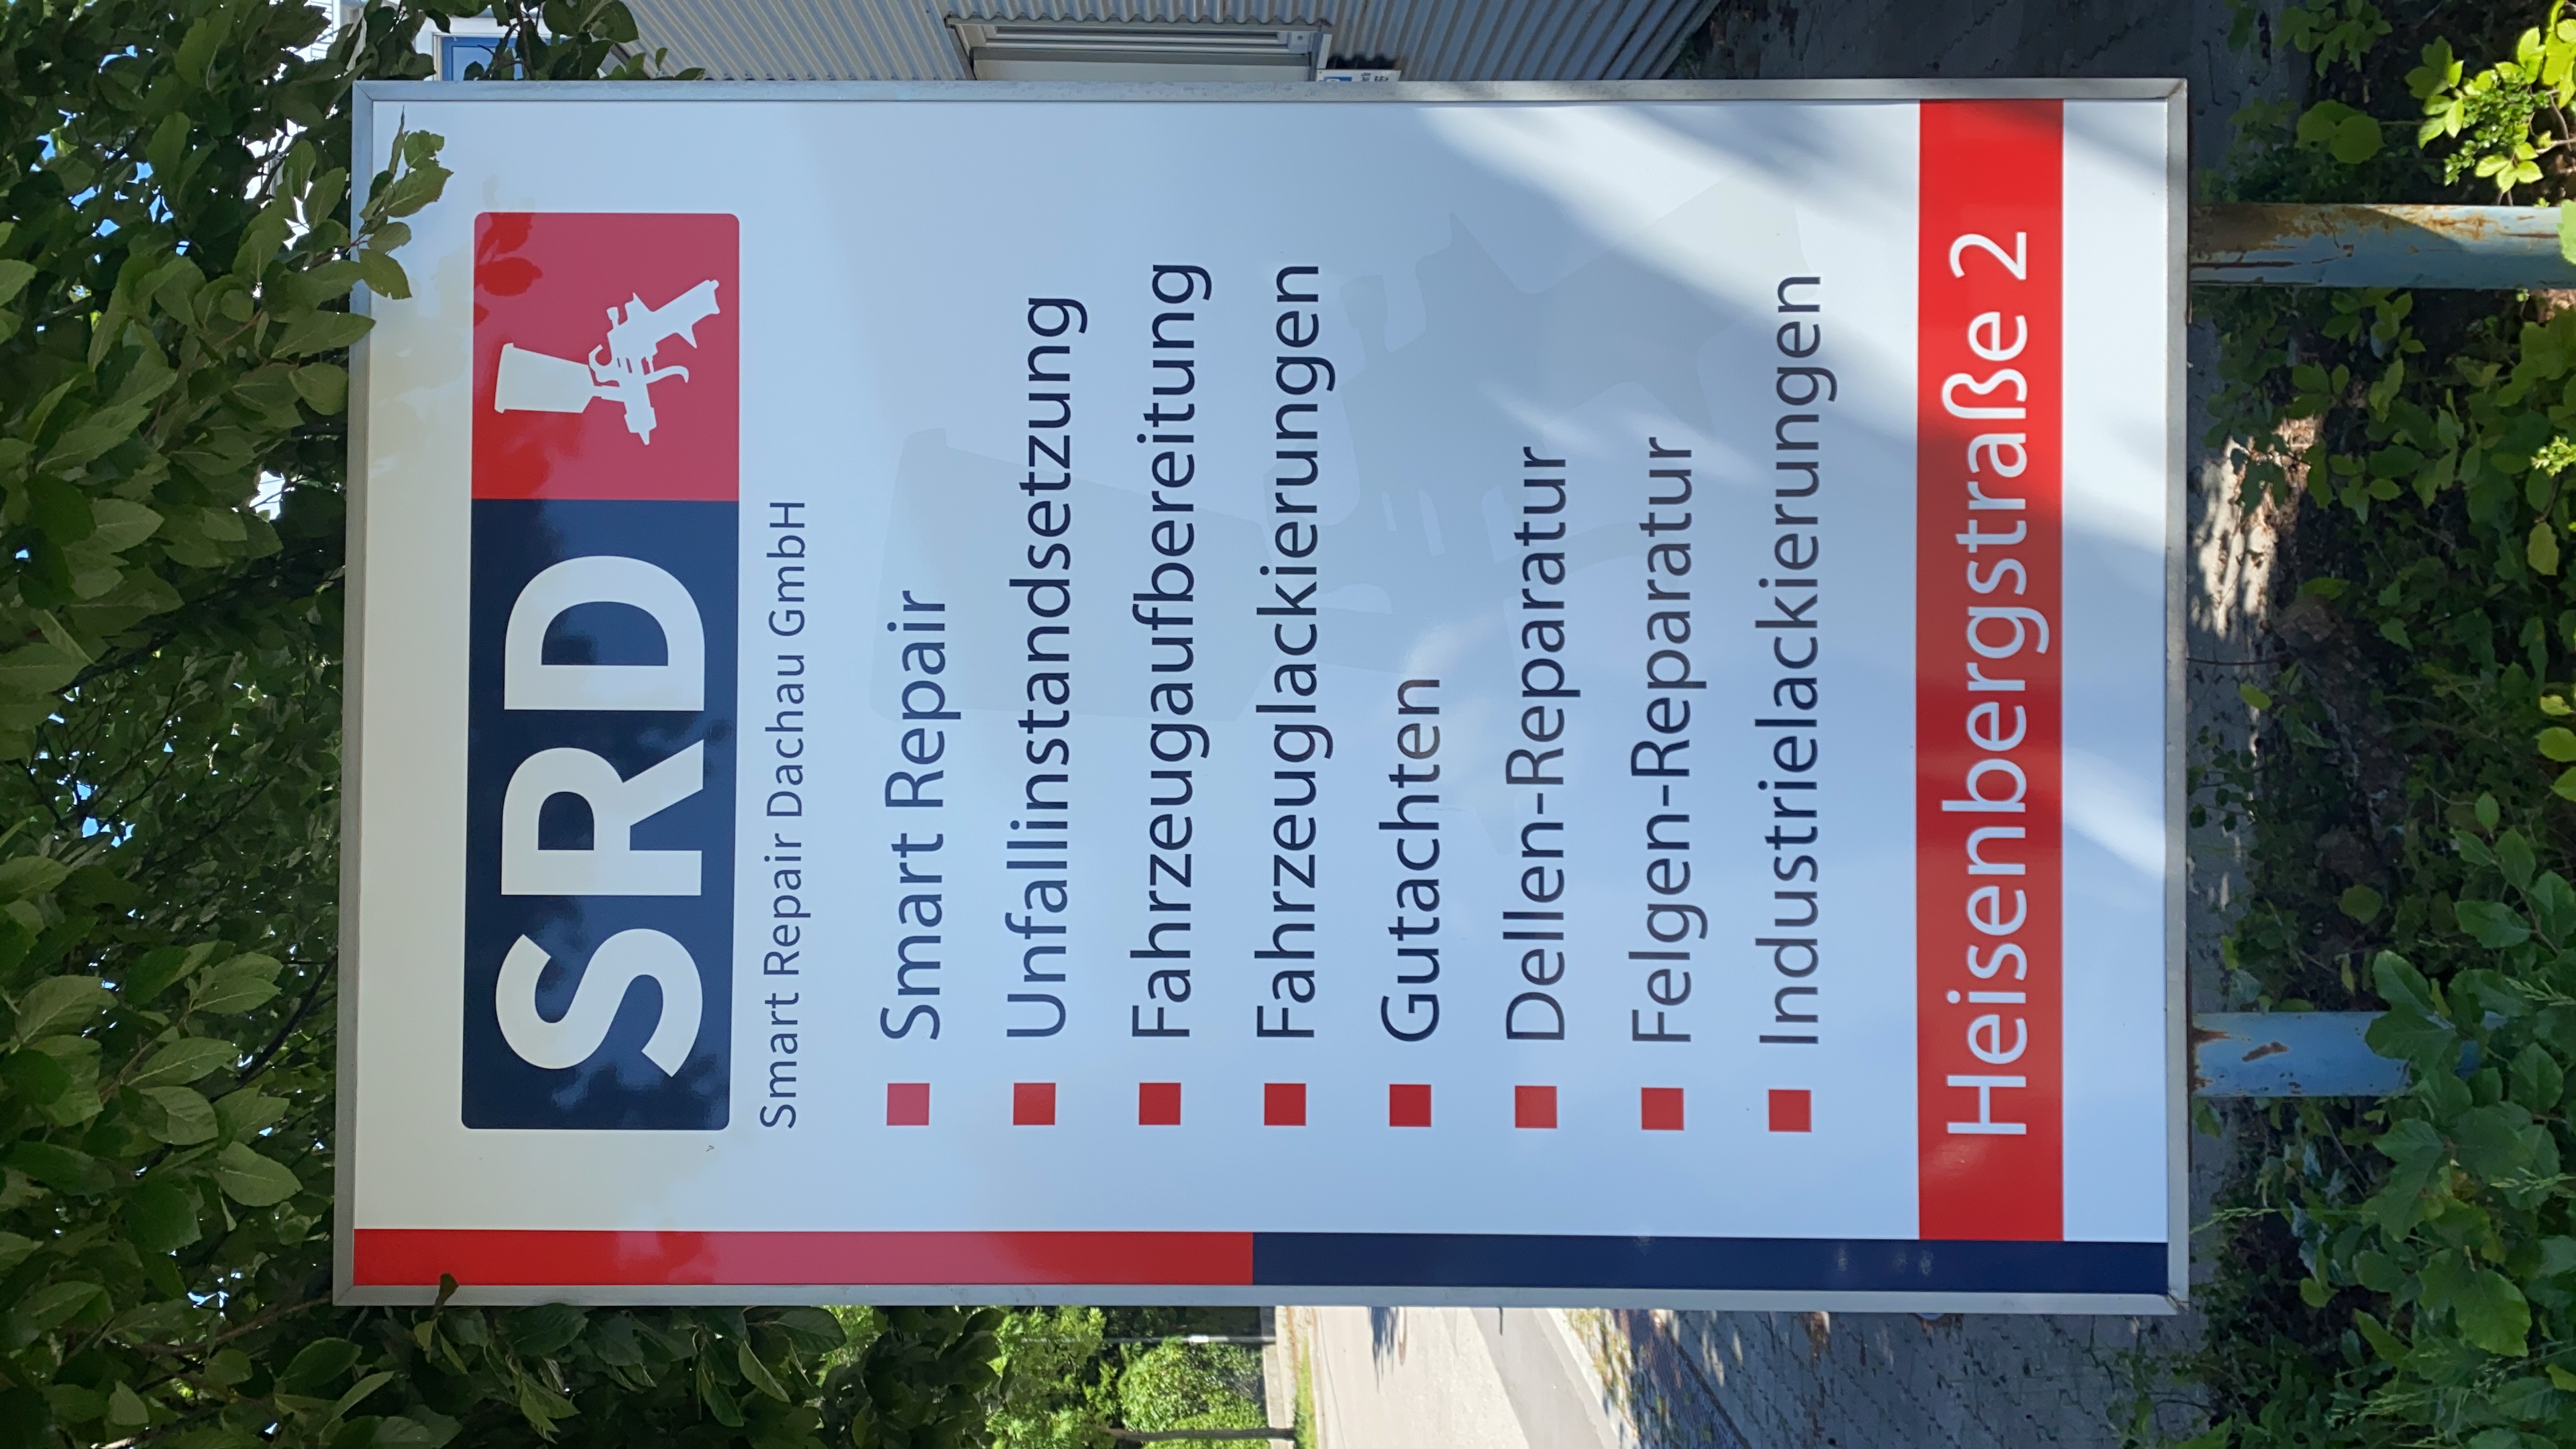 SRD
Smart Repair Dachau GmbH
Smart Repair
Unfallinstandsetzung
Fahrzeugaufbereitung
Fahrzeuglackierungen
Gutachten
Dellen-Reparatur
Felgen-Reparatur
Industrielackierungen
Heisenbergstraße 2